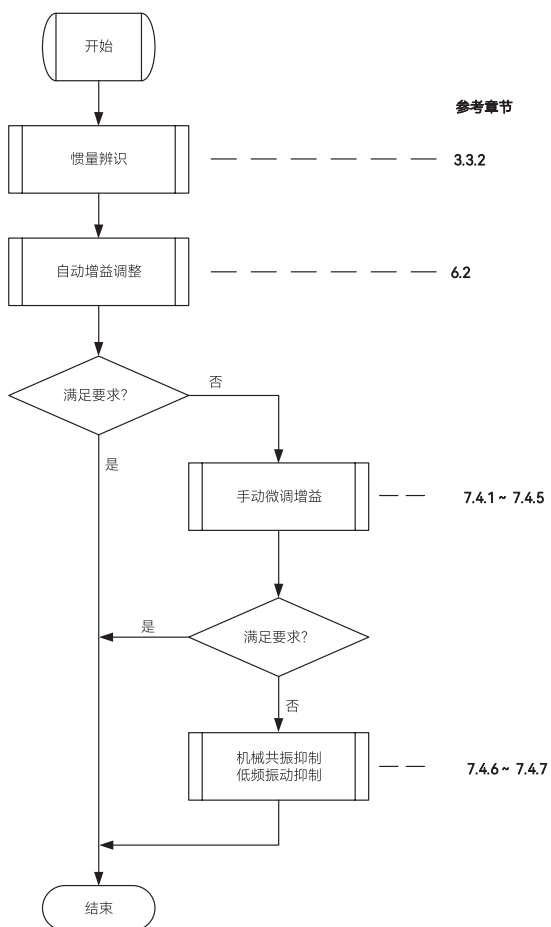 开始
参考章节
惯量辨识
3.3.2
自动增益调整
6.2
满足要求?
否
是
手动微调增益
7.4.1 ~ 7.4.5
满足要求?
是
否
机械共振抑制
低频振动抑制
7.4.6 ~ 7.4.7
结束